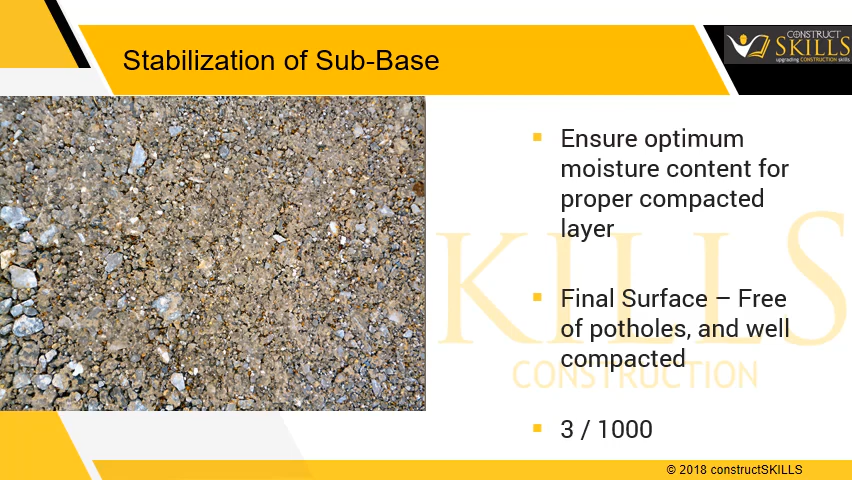 Stabilization of Sub-Base
CONSTRUCT
SKILLS
upgrading CONSTRUCTION skills
Ensure optimum
moisture content for
proper compacted
layer
Final Surface – Free
of potholes, and well
compacted
3 / 1000
SKILLS
CONSTRUCTION
© 2018 constructSKILLS